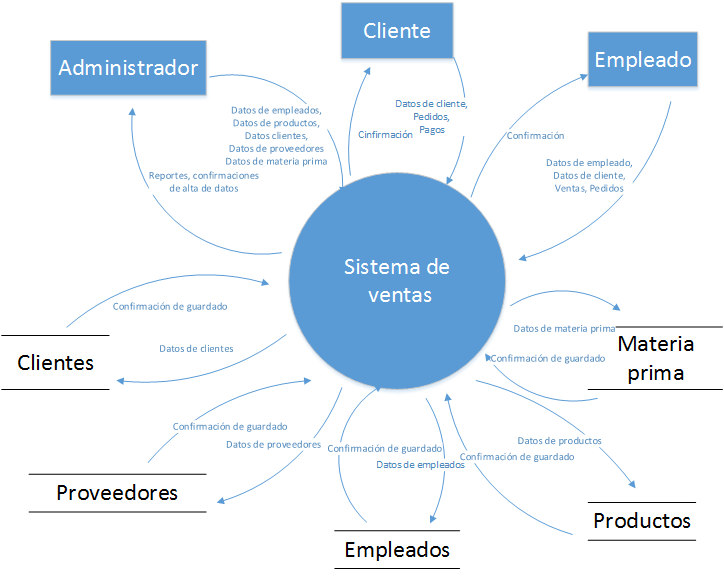 Cliente
Administrador
Empleado
Datos de empleados,
Datos de productos,
Datos clientes,
Datos de proveedores
Datos de materia prima
Cinfirmación
Datos de cliente,
Pedidos,
Pagos
Confirmación
Reportes, confirmaciones
de alta de datos
Datos de empleado,
Datos de cliente,
Ventas, Pedidos
Sistema de
ventas
Confirmación de guardado
Datos de clientes
Clientes
Datos de materia prima
Confirmación de guardado
Materia
prima
Confirmación de guardado
Datos de proveedores
Proveedores
Confirmación de guardado
Datos de empleados
Empleados
Datos de productos
Confirmación de guardado
Productos